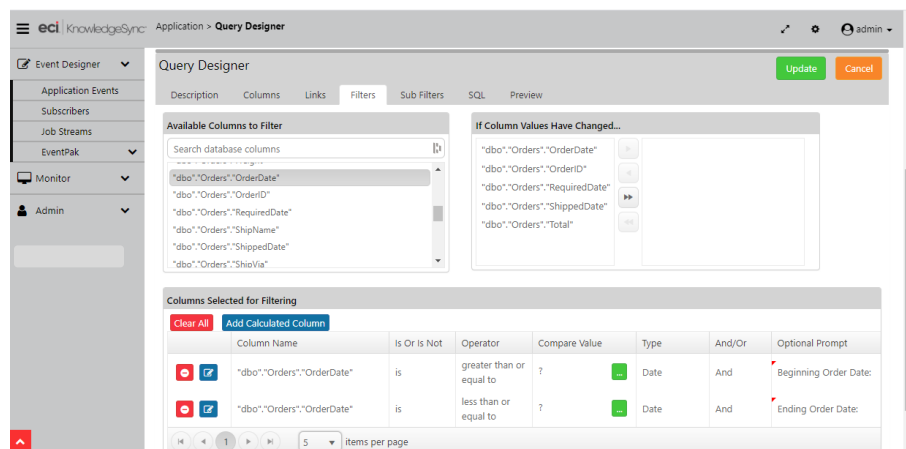 eci KnowledgeSync
Application > Query Designer
admin
Event Designer
Application Events
Subscribers
Job Streams
EventPak
Monitor
Admin
Query Designer
Update
Cancel
Description
Columns
Links
Filters
Sub Filters
SQL
Preview
Available Columns to Filter
Search database columns
"dbo"."Orders"."OrderDate"
"dbo"."Orders"."OrderID"
"dbo"."Orders"."RequiredDate"
"dbo"."Orders"."ShipName"
"dbo"."Orders"."ShippedDate"
"dbo"."Orders"."ShipVia"
If Column Values Have Changed...
"dbo"."Orders"."OrderDate"
"dbo"."Orders"."OrderID"
"dbo"."Orders"."RequiredDate"
"dbo"."Orders"."ShippedDate"
"dbo"."Orders"."Total"
Columns Selected for Filtering
Clear All
Add Calculated Column
Column Name
Is Or Is Not
Operator
Compare Value
Type
And/Or
Optional Prompt
"dbo"."Orders"."OrderDate"
is
greater than or
equal to
?
...
Date
And
Beginning Order Date:
"dbo"."Orders"."OrderDate"
is
less than or
equal to
?
...
Date
And
Ending Order Date:
1
5
items per page